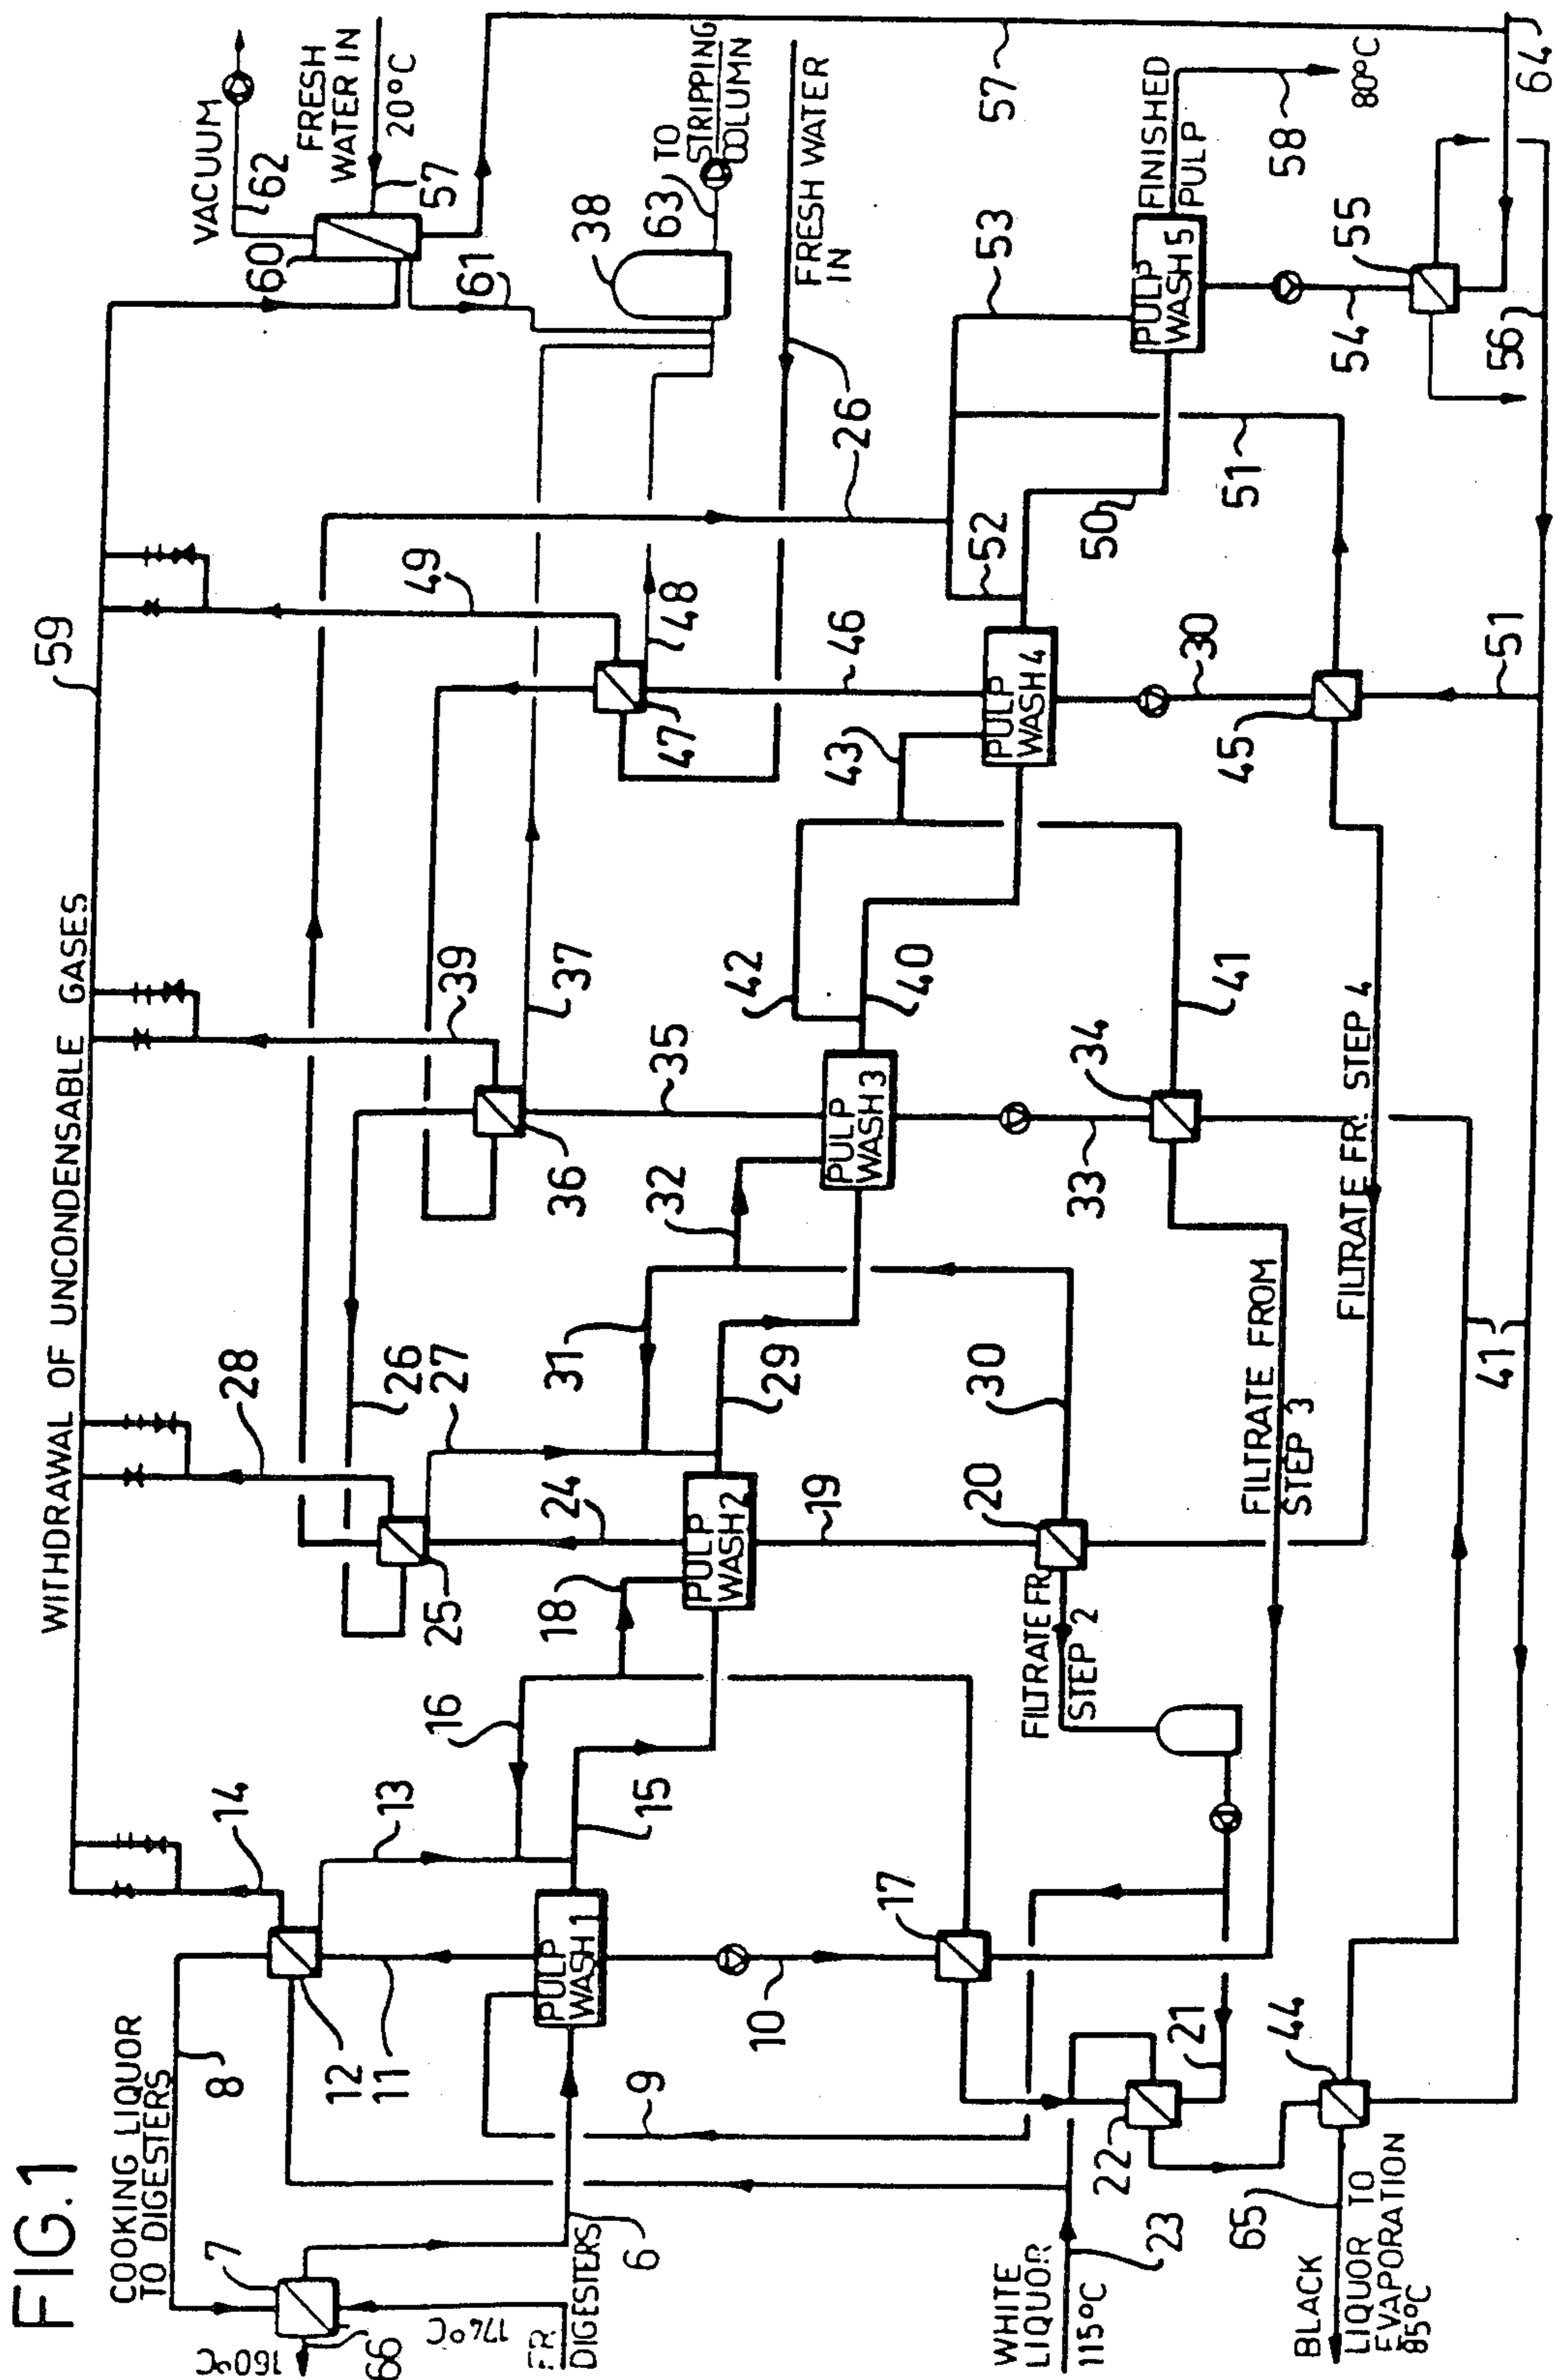 FIG.1
COOKING LIQUOR
TO DIGESTERS
7
8
160°C
66
174°C
FR.
DIGESTERS
6
12
11
14
13
PULP
WASH 1
9
10
15
16
17
WHITE
LIQUOR
115°C
23
22
21
44
65
BLACK
LIQUOR TO
EVAPORATION
85°C
WITHDRAWAL OF UNCONDENSABLE GASES
59
28
26
27
25
24
18
PULP
WASH 2
19
20
FILTRATE FR
STEP 2
29
30
31
32
39
37
36
35
PULP
WASH 3
33
34
FILTRATE FROM
STEP 3
FILTRATE FR. STEP 4
41
42
40
41
43
49
48
47
46
PULP
WASH 4
30
45
51
52
50
51
26
53
PULP
WASH 5
54
55
56
FINISHED
PULP
58
80°C
57
64
VACUUM
62
FRESH
WATER IN
20°C
57
60
61
38
63
TO
STRIPPING
COLUMN
FRESH WATER
IN
26